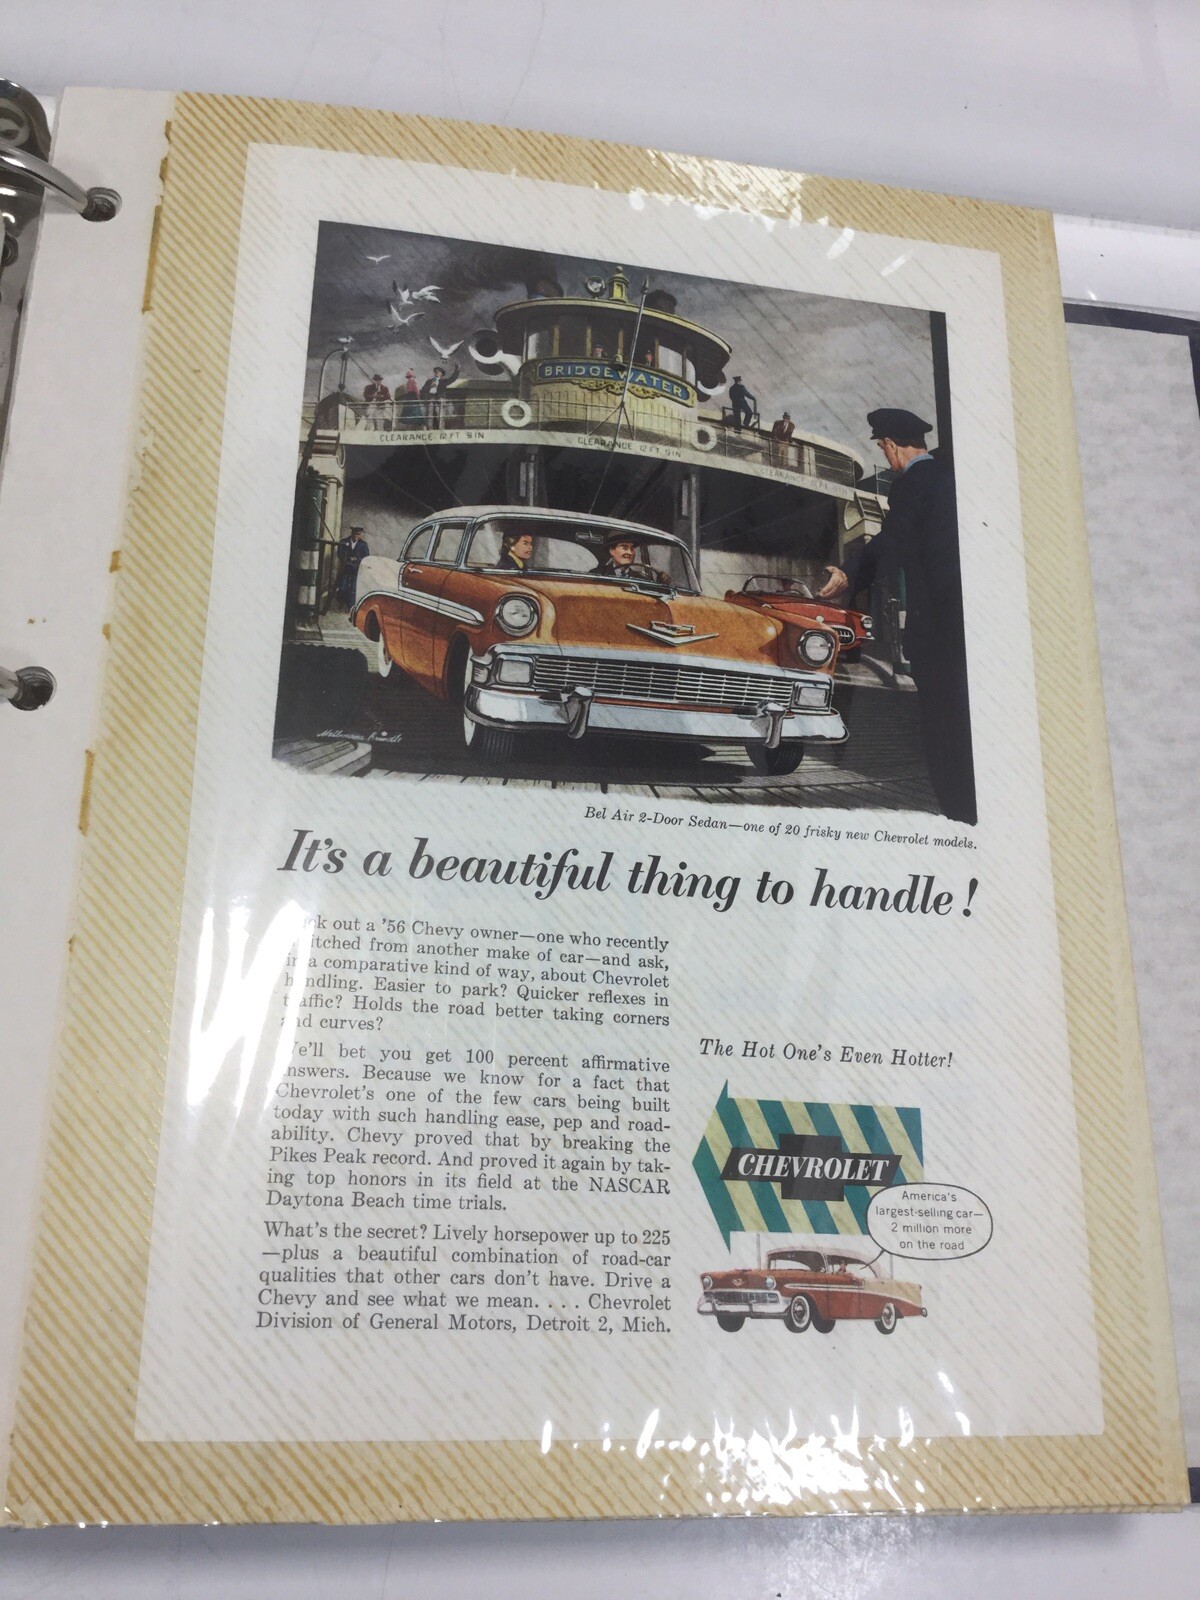 BRIDGEWATER
CLEARANCE 12 FT 9 IN
CLEARANCE 12 FT 9 IN
CLEARANCE 12 FT 9 IN
Bel Air 2-Door Sedan—one of 20 frisky new Chevrolet models.
It's a beautiful thing to handle!
out a '56 Chevy owner—one who recently
from another make of car—and ask,
in a comparative kind of way, about Chevrolet
handling. Easier to park? Quicker reflexes in
traffic? Holds the road better taking corners
and curves?
We'll bet you get 100 percent affirmative
answers. Because we know for a fact that
Chevrolet's one of the few cars being built
today with such handling ease, pep and road-
ability. Chevy proved that by breaking the
Pikes Peak record. And proved it again by tak-
ing top honors in its field at the NASCAR
Daytona Beach time trials.
What's the secret? Lively horsepower up to 225
—plus a beautiful combination of road-car
qualities that other cars don't have. Drive a
Chevy and see what we mean. . . . Chevrolet
Division of General Motors, Detroit 2, Mich.
The Hot One's Even Hotter!
CHEVROLET
America's
largest-selling car—
2 million more
on the road